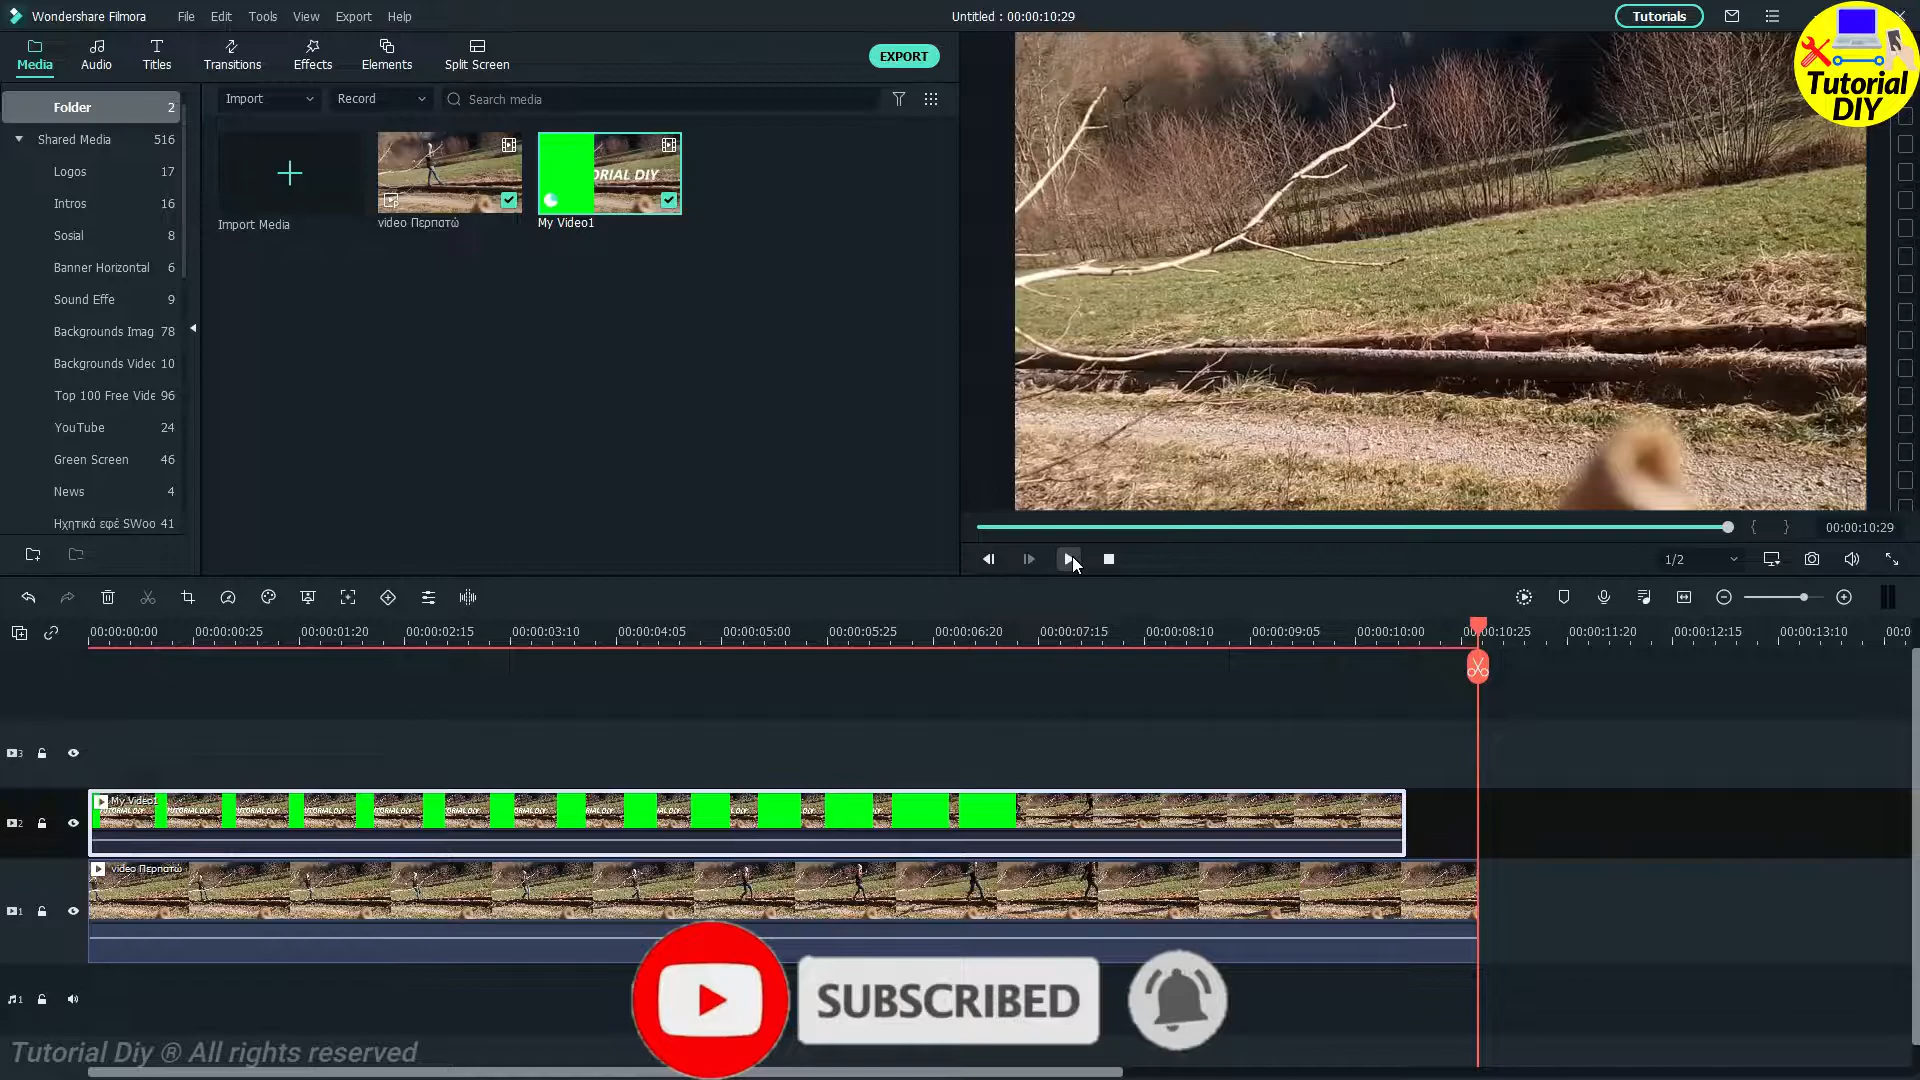 Wondershare Filmora File Edit Tools View Export Help Untitled : 00:00:10:29 Tutorials
Tutorial
DIY
Media Audio Titles Transitions Effects Elements Split Screen EXPORT
Folder 2 Import Record Search media
Shared Media 516
Logos 17
Intros 16
Sosial 8
Banner Horizontal 6
Sound Effe 9
Backgrounds Imag 78
Backgrounds Videc 10
Top 100 Free Vide 96
YouTube 24
Green Screen 46
News 4
Ηχητικά εφέ SWoo 41
ORIAL DIY
Import Media video Περπατώ My Video1
00:00:10:29
1/2
00:00:00:00 00:00:00:25 00:00:01:20 00:00:02:15 00:00:03:10 00:00:04:05 00:00:05:00 00:00:05:25 00:00:06:20 00:00:07:15 00:00:08:10 00:00:09:05 00:00:10:00 00:00:10:25 00:00:11:20 00:00:12:15 00:00:13:10 00:0
3
My Video1
2
video Περπατώ
1
SUBSCRIBED
1
Tutorial Diy ® All rights reserved